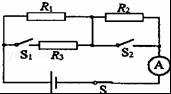 R₁ R₂
S₁ R₃ S₂ A
S